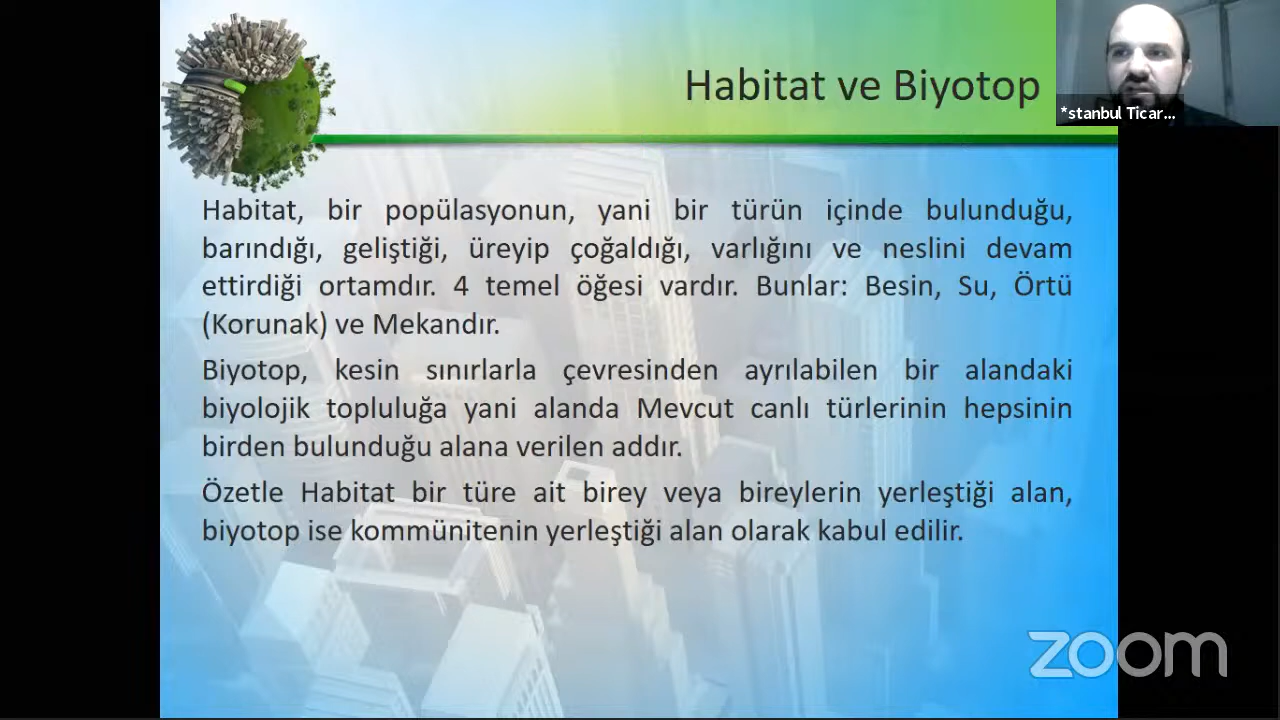 Habitat ve Biyotop
*stanbul Ticar...
Habitat, bir popülasyonun, yani bir türün içinde bulunduğu,
barındığı, geliştiği, üreyip çoğaldığı, varlığını ve neslini devam
ettirdiği ortamdır. 4 temel öğesi vardır. Bunlar: Besin, Su, Örtü
(Korunak) ve Mekandır.
Biyotop, kesin sınırlarla çevresinden ayrılabilen bir alandaki
biyolojik topluluğa yani alanda Mevcut canlı türlerinin hepsinin
birden bulunduğu alana verilen addır.
Özetle Habitat bir türe ait birey veya bireylerin yerleştiği alan,
biyotop ise kommünitenin yerleştiği alan olarak kabul edilir.
zoom